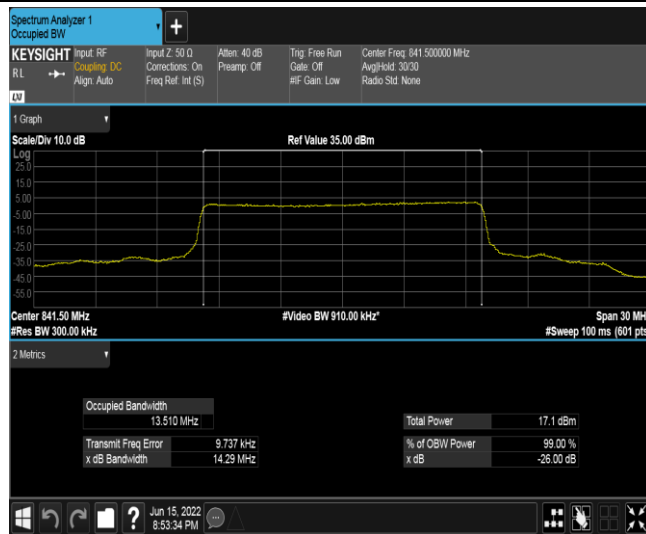 Spectrum Analyzer 1
Occupied BW
+
KEYSIGHT
RL
Input: RF
Coupling: DC
Align: Auto
Input Z: 50 Ω
Corrections: On
Freq Ref: Int (S)
Atten: 40 dB
Preamp: Off
Trig: Free Run
Gate: Off
#IF Gain: Low
Center Freq: 841.500000 MHz
Avg|Hold: 30/30
Radio Std: None
1 Graph
Scale/Div 10.0 dB
Ref Value 35.00 dBm
Log
25.0
15.0
5.00
-5.00
-15.0
-25.0
-35.0
-45.0
-55.0
Center 841.50 MHz
#Video BW 910.00 kHz*
Span 30 MH
#Res BW 300.00 kHz
#Sweep 100 ms (601 pts
2 Metrics
Occupied Bandwidth
13.510 MHz
Total Power 17.1 dBm
Transmit Freq Error 9.737 kHz
% of OBW Power 99.00 %
x dB Bandwidth 14.29 MHz
x dB -26.00 dB
?
Jun 15, 2022
8:53:34 PM